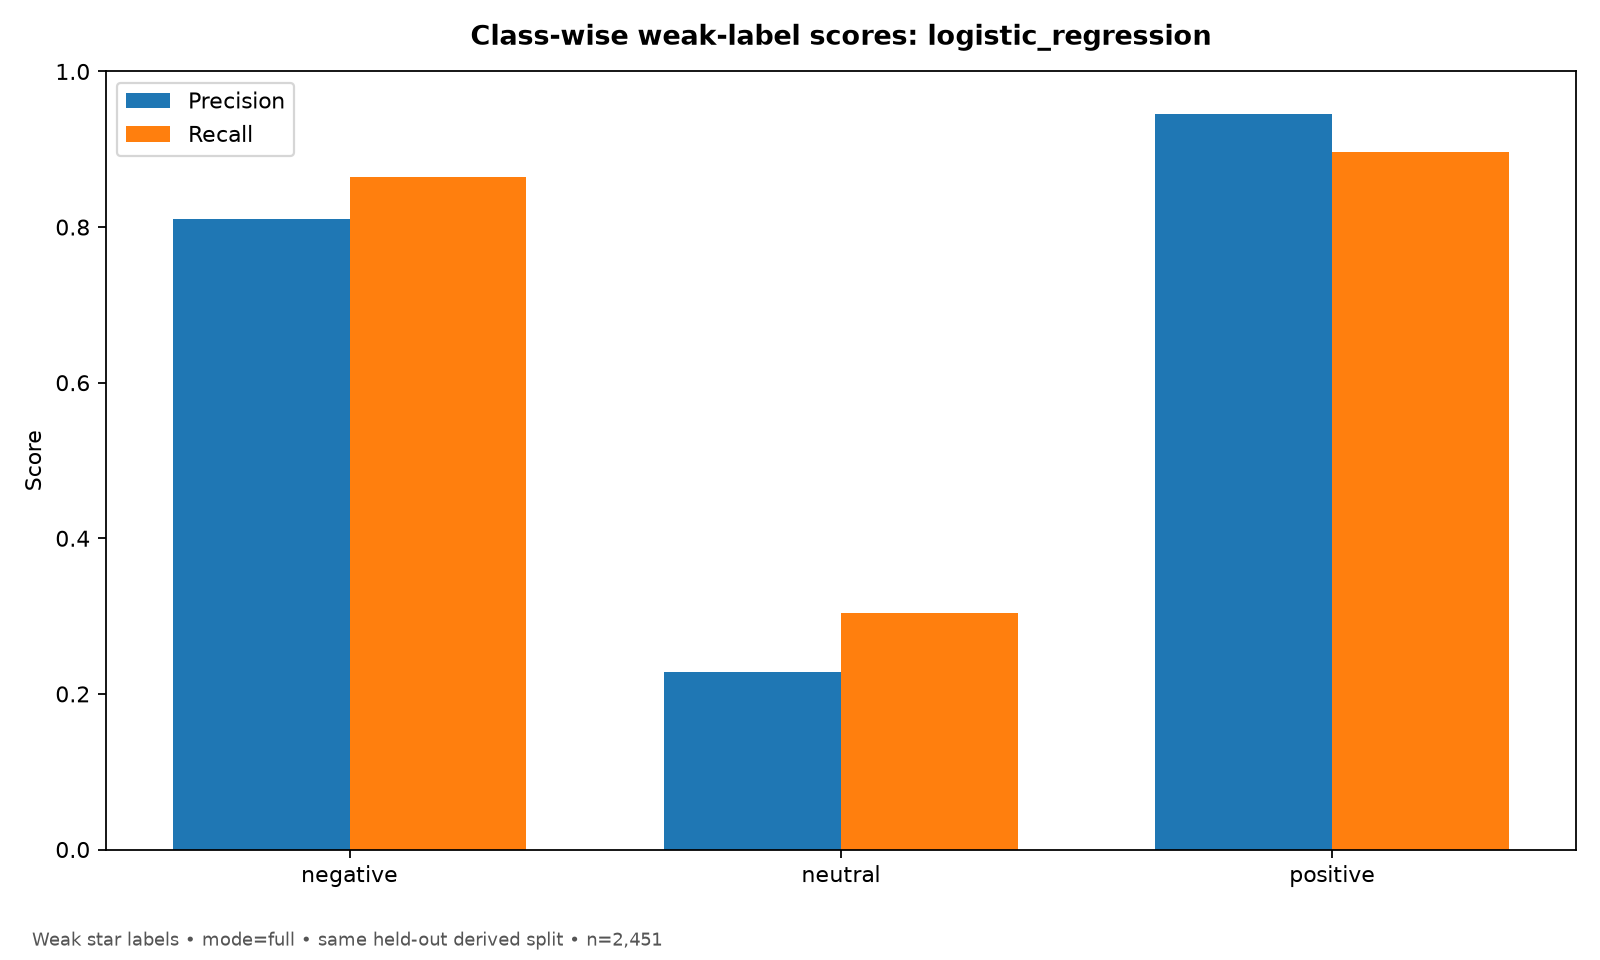 Class-wise weak-label scores: logistic_regression
Precision
Recall
Score
1.0
0.8
0.6
0.4
0.2
0.0
negative neutral positive
Weak star labels • mode=full • same held-out derived split • n=2,451